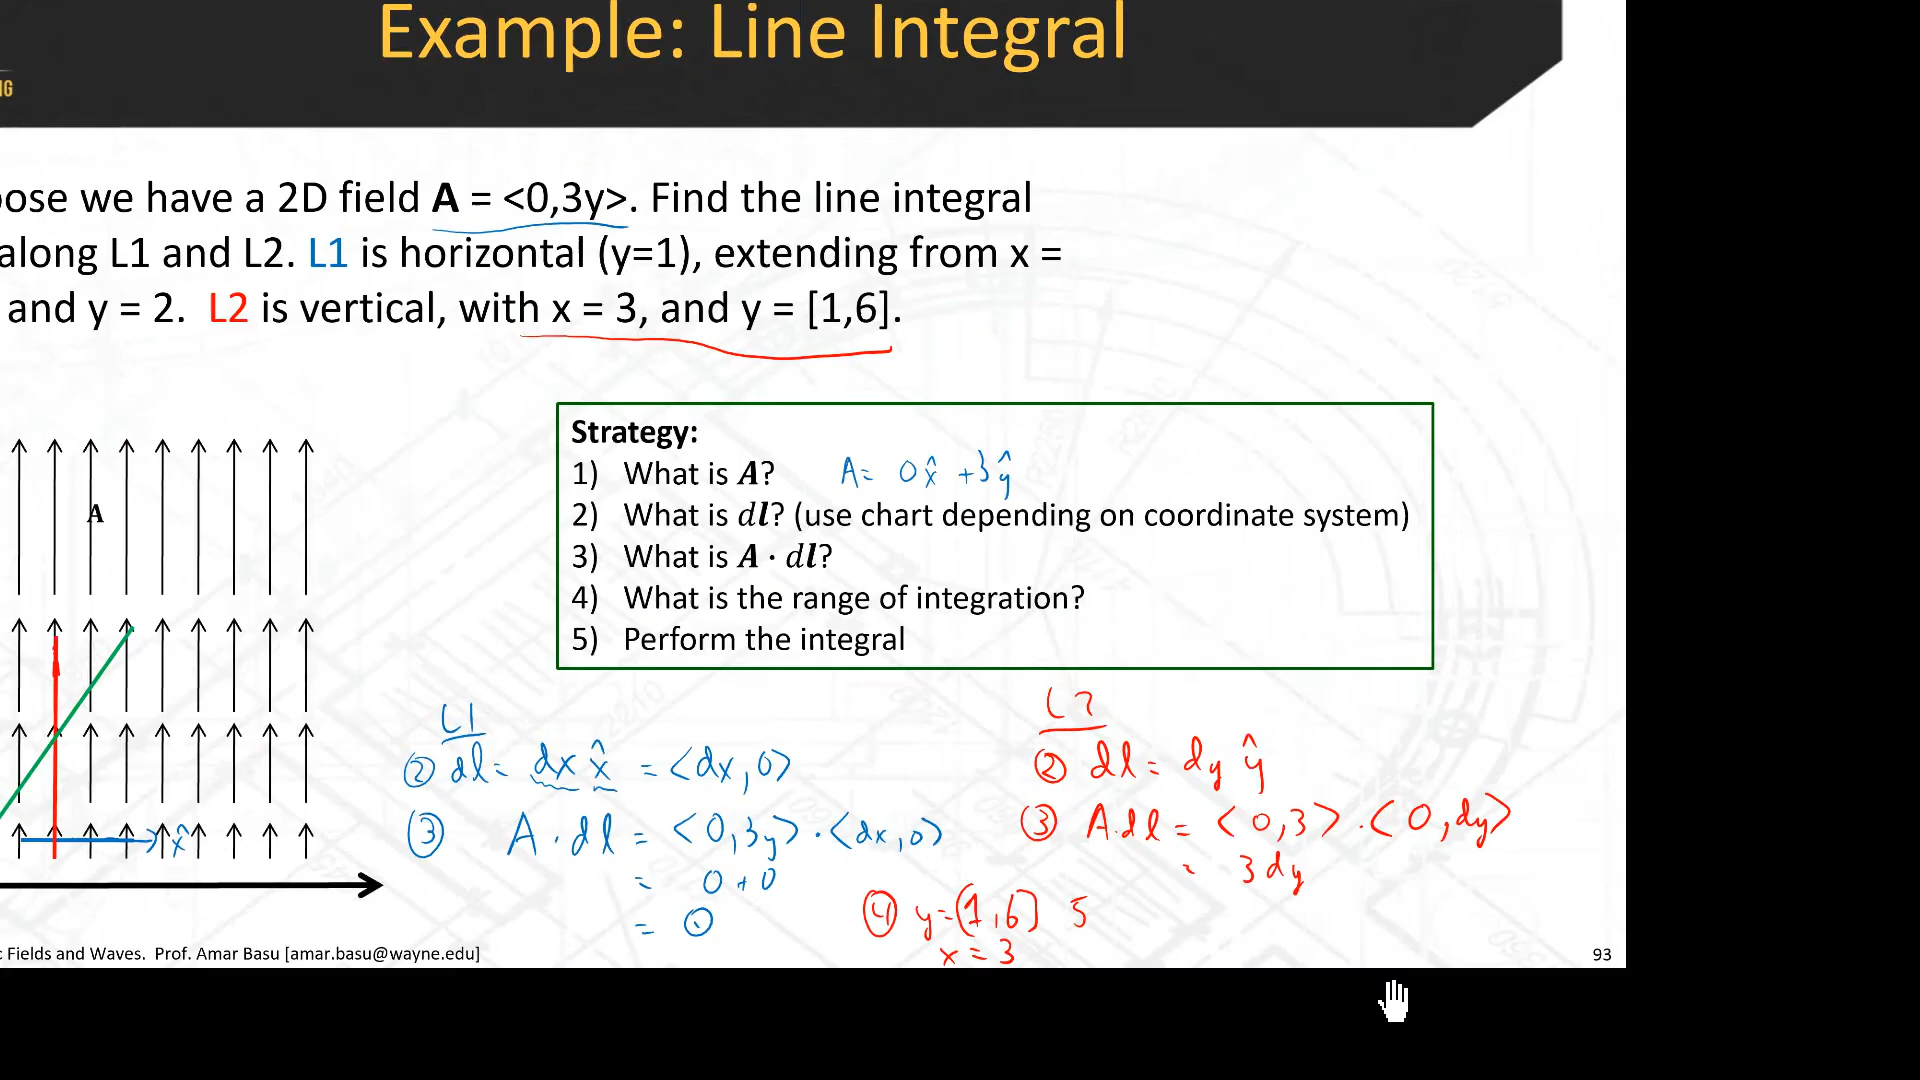 Example: Line Integral
NG
pose we have a 2D field A = <0,3y>. Find the line integral
along L1 and L2. L1 is horizontal (y=1), extending from x =
and y = 2. L2 is vertical, with x = 3, and y = [1,6].
Strategy:
1) What is A? A = 0x̂ + 3ŷ
2) What is dl? (use chart depending on coordinate system)
3) What is A · dl?
4) What is the range of integration?
5) Perform the integral
A
x̂
L1
② dl = dx x̂ = <dx, 0>
③ A · dl = <0, 3y> · <dx, 0>
= 0 + 0
= 0
L2
② dl = dy ŷ
③ A · dl = <0, 3> · <0, dy>
= 3 dy
④ y = [1, 6] 5
x = 3
c Fields and Waves. Prof. Amar Basu [amar.basu@wayne.edu]
93